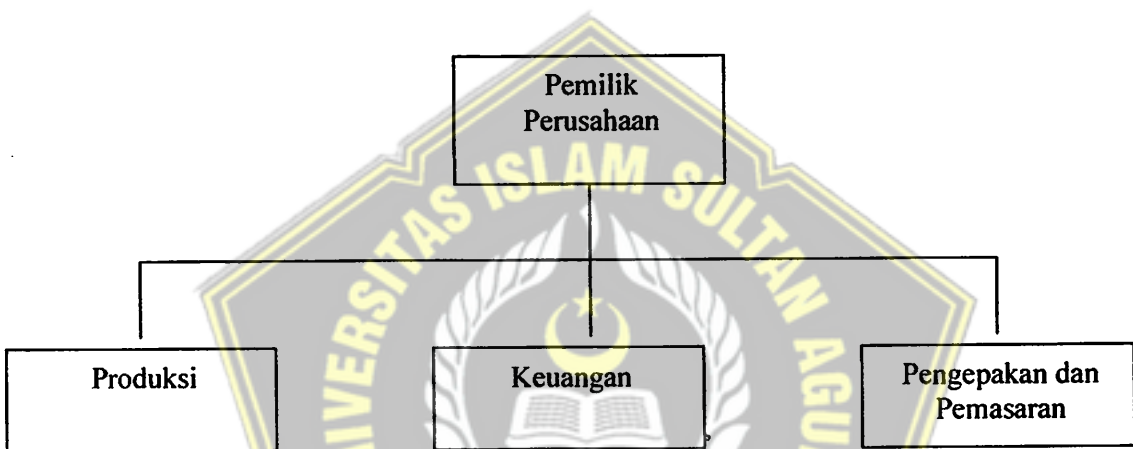 Pemilik
Perusahaan
UNIVERSITAS ISLAM SULTAN AGUNG
Produksi
Keuangan
Pengepakan dan
Pemasaran